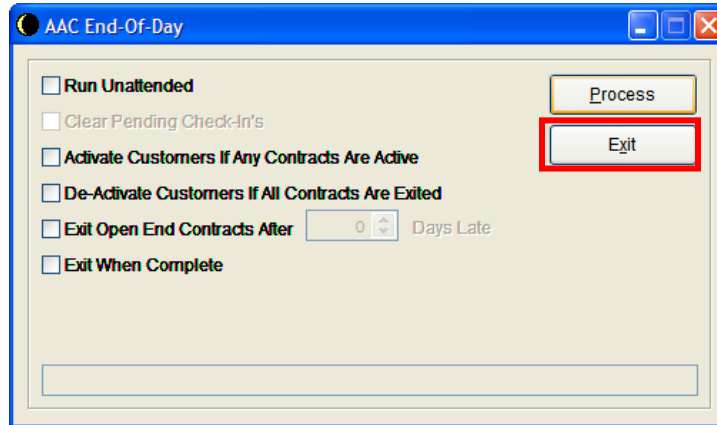 AAC End-Of-Day
Run Unattended
Process
Clear Pending Check-In's
Exit
Activate Customers If Any Contracts Are Active
De-Activate Customers If All Contracts Are Exited
Exit Open End Contracts After 0 Days Late
Exit When Complete